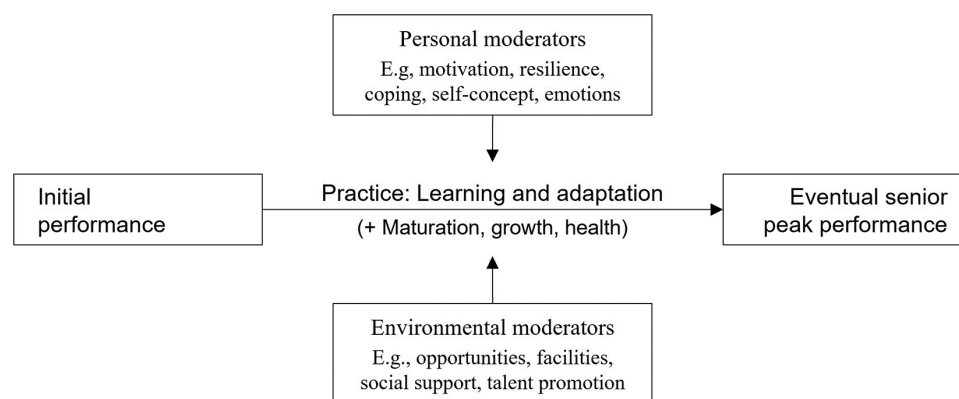 Personal moderators
E.g, motivation, resilience,
coping, self-concept, emotions
Initial
performance
Practice: Learning and adaptation
(+ Maturation, growth, health)
Eventual senior
peak performance
Environmental moderators
E.g., opportunities, facilities,
social support, talent promotion